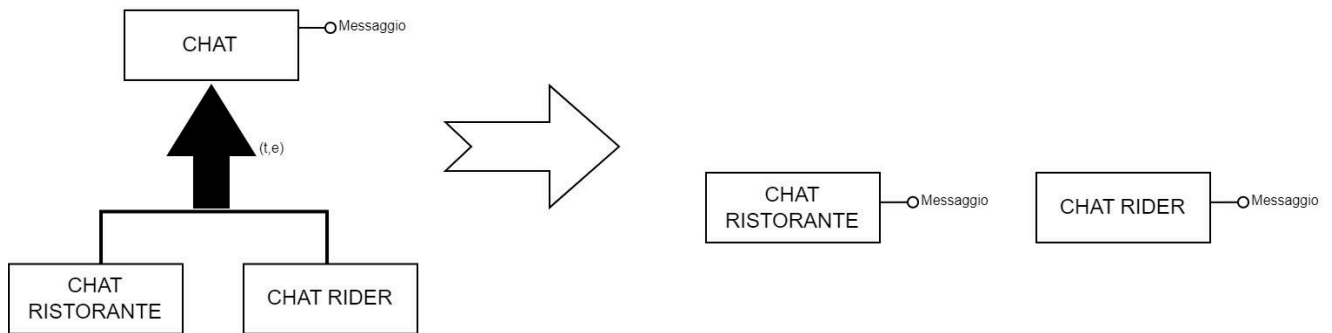 CHAT
Messaggio
(t,e)
CHAT
RISTORANTE
CHAT RIDER
CHAT
RISTORANTE
Messaggio
CHAT RIDER
Messaggio